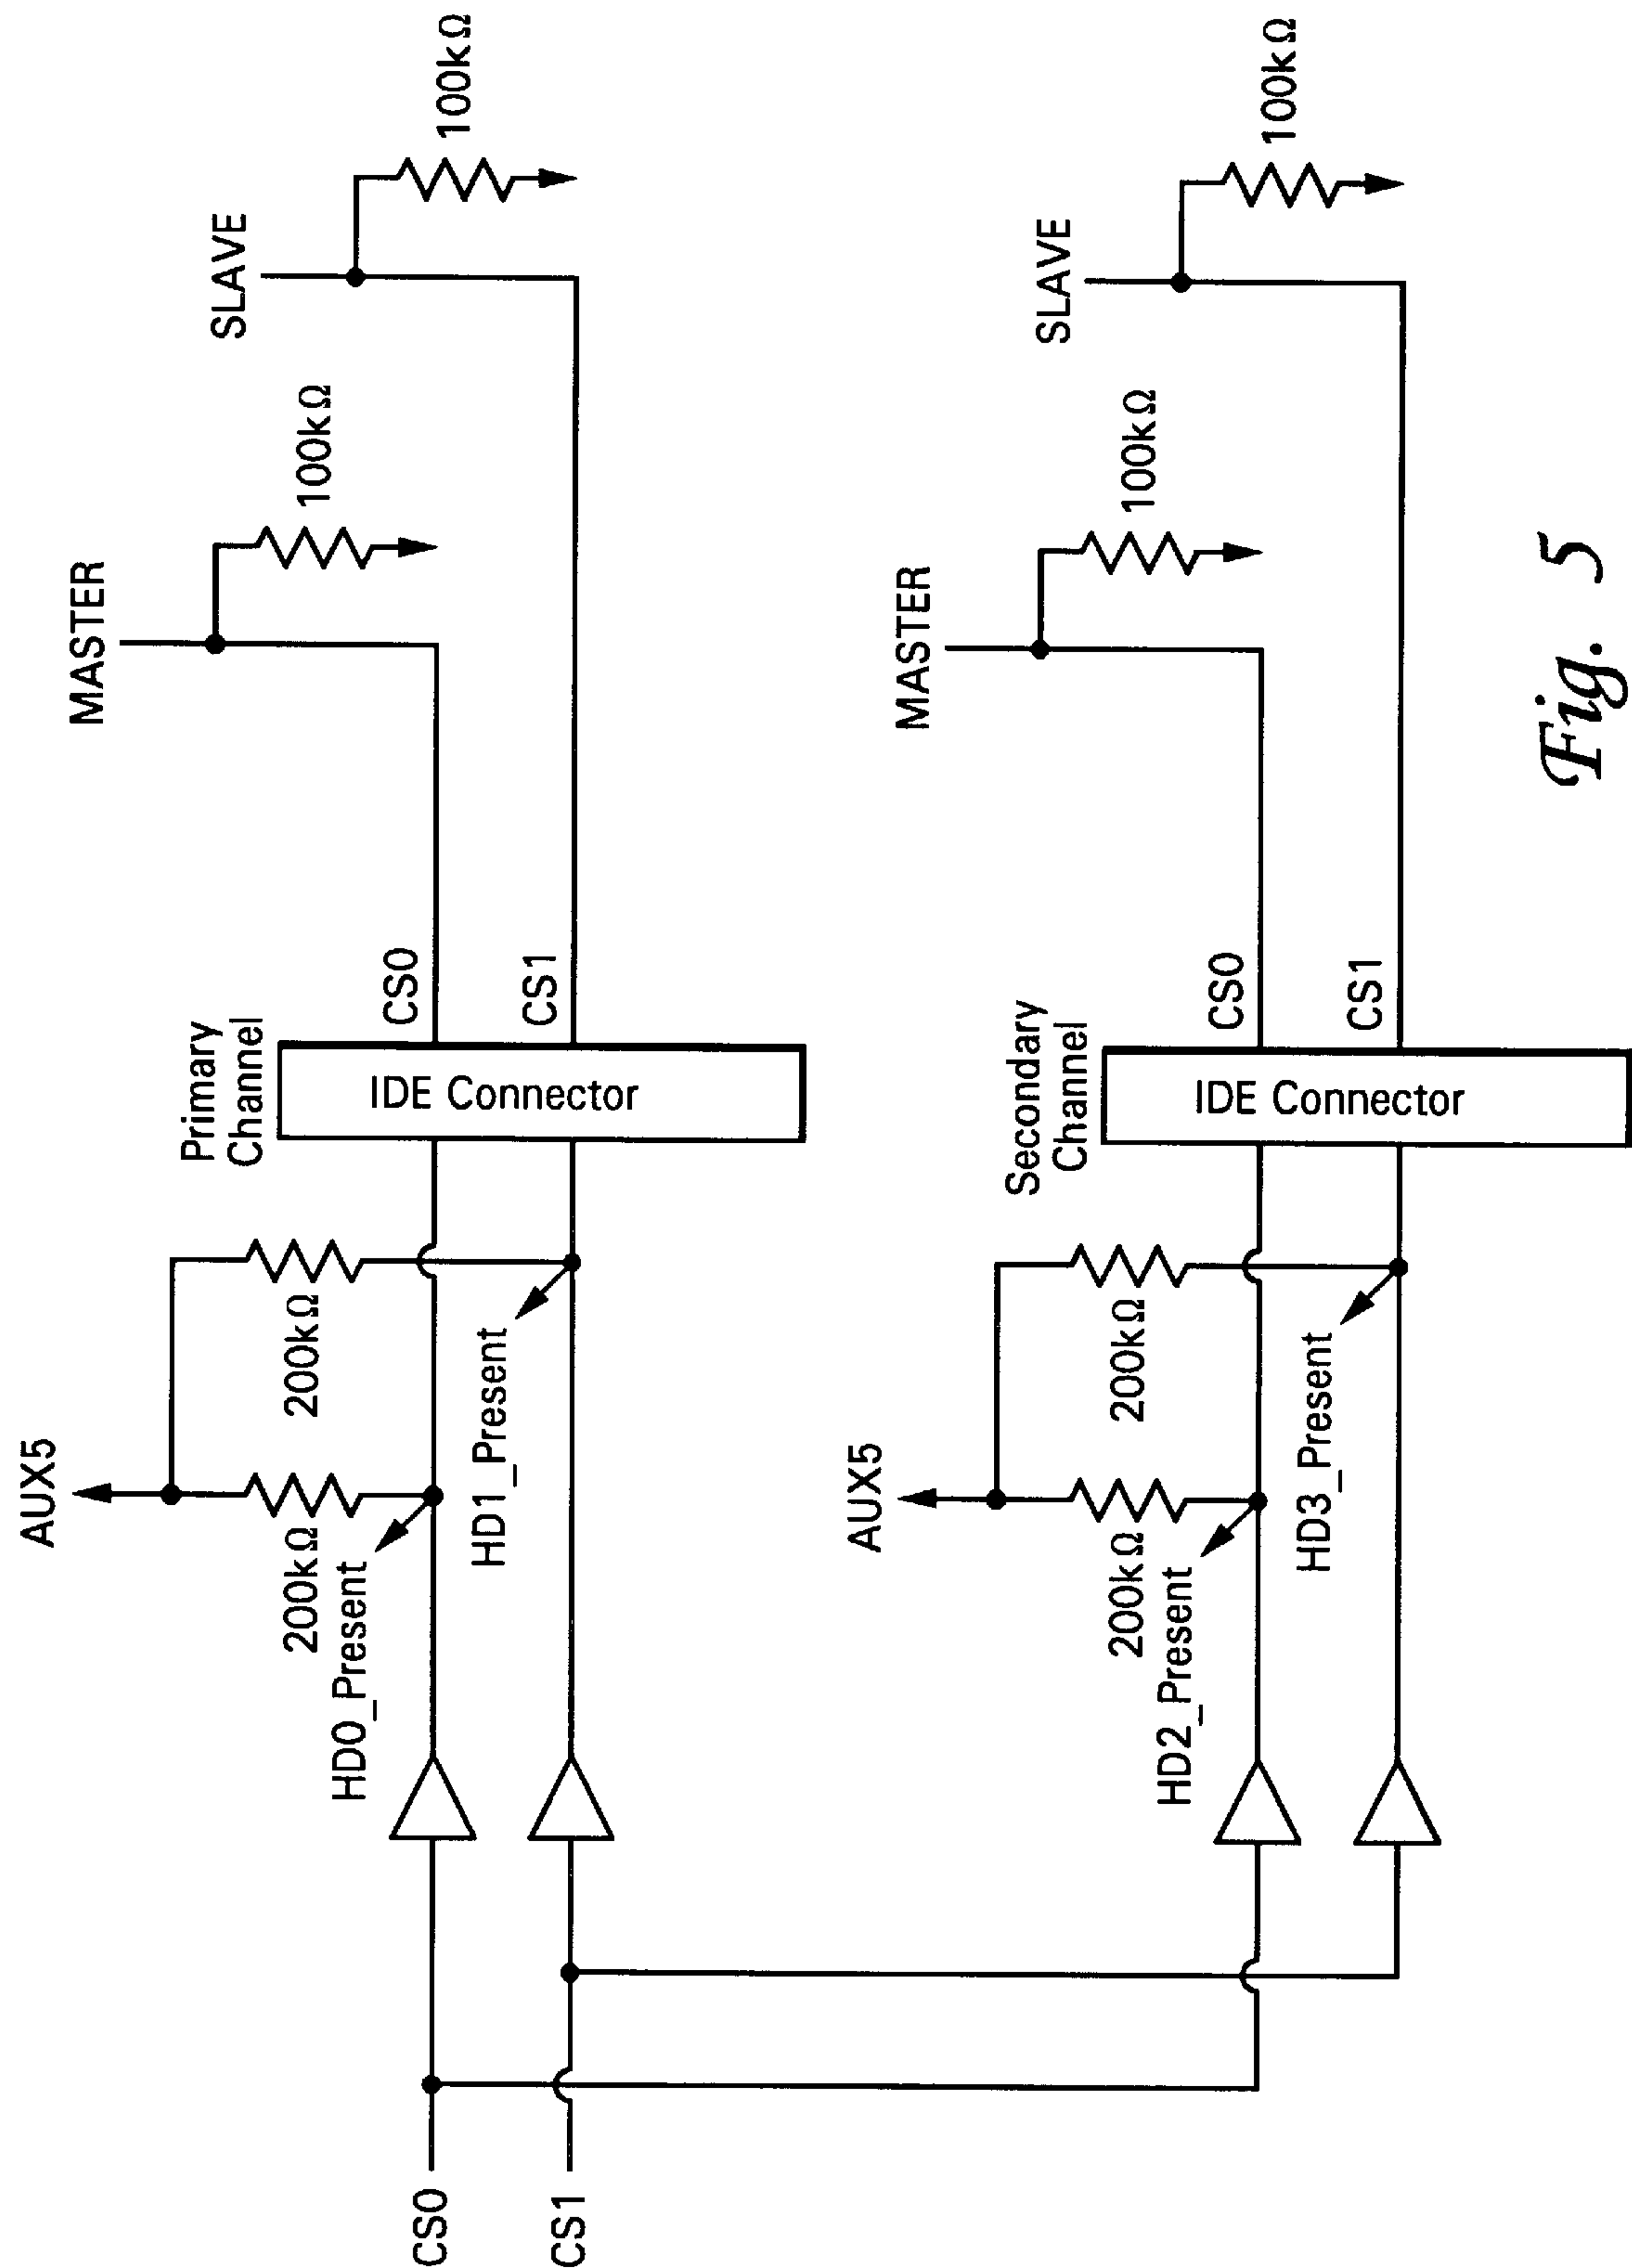 AUX5
200kΩ
200kΩ
HD0_Present
HD1_Present
CS0
CS1
Primary
Channel
IDE Connector
CS0
CS1
MASTER
100kΩ
SLAVE
100kΩ
AUX5
200kΩ
200kΩ
HD2_Present
HD3_Present
Secondary
Channel
IDE Connector
CS0
CS1
MASTER
100kΩ
SLAVE
100kΩ
Fig. 5